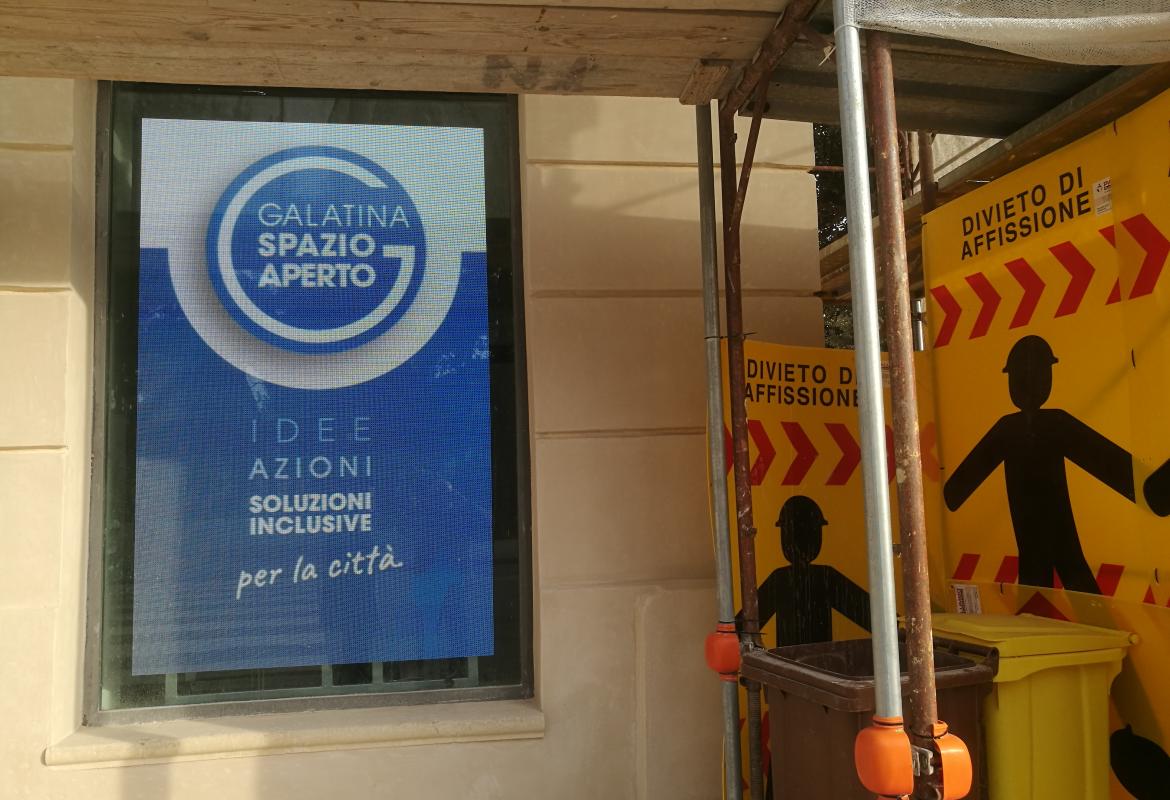 GALATINA
SPAZIO
APERTO
IDEE
AZIONI
SOLUZIONI
INCLUSIVE
per la città
DIVIETO DI
AFFISSIONE
DIVIETO DI
AFFISSIONE